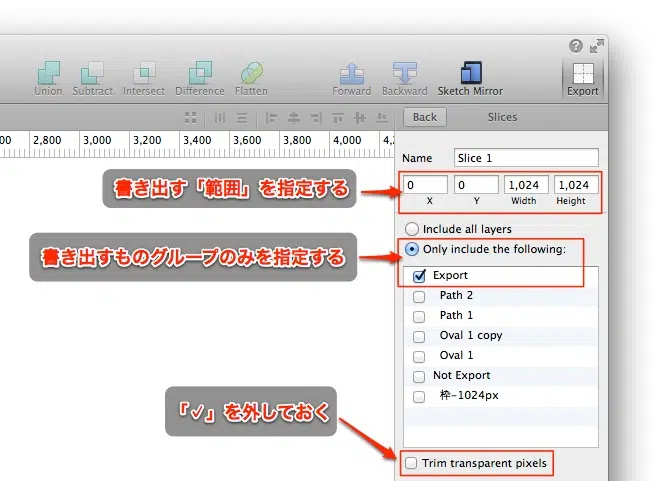 Union Subtract Intersect Difference Flatten Forward Backward Sketch Mirror Export
Back Slices
2,800 3,000 3,200 3,400 3,600 3,800 4,000
Name Slice 1
書き出す「範囲」を指定する
0 0 1,024 1,024
X Y Width Height
Include all layers
書き出すものグループのみを指定する
Only include the following:
Export
Path 2
Path 1
Oval 1 copy
Oval 1
Not Export
枠-1024px
「✓」を外しておく
Trim transparent pixels